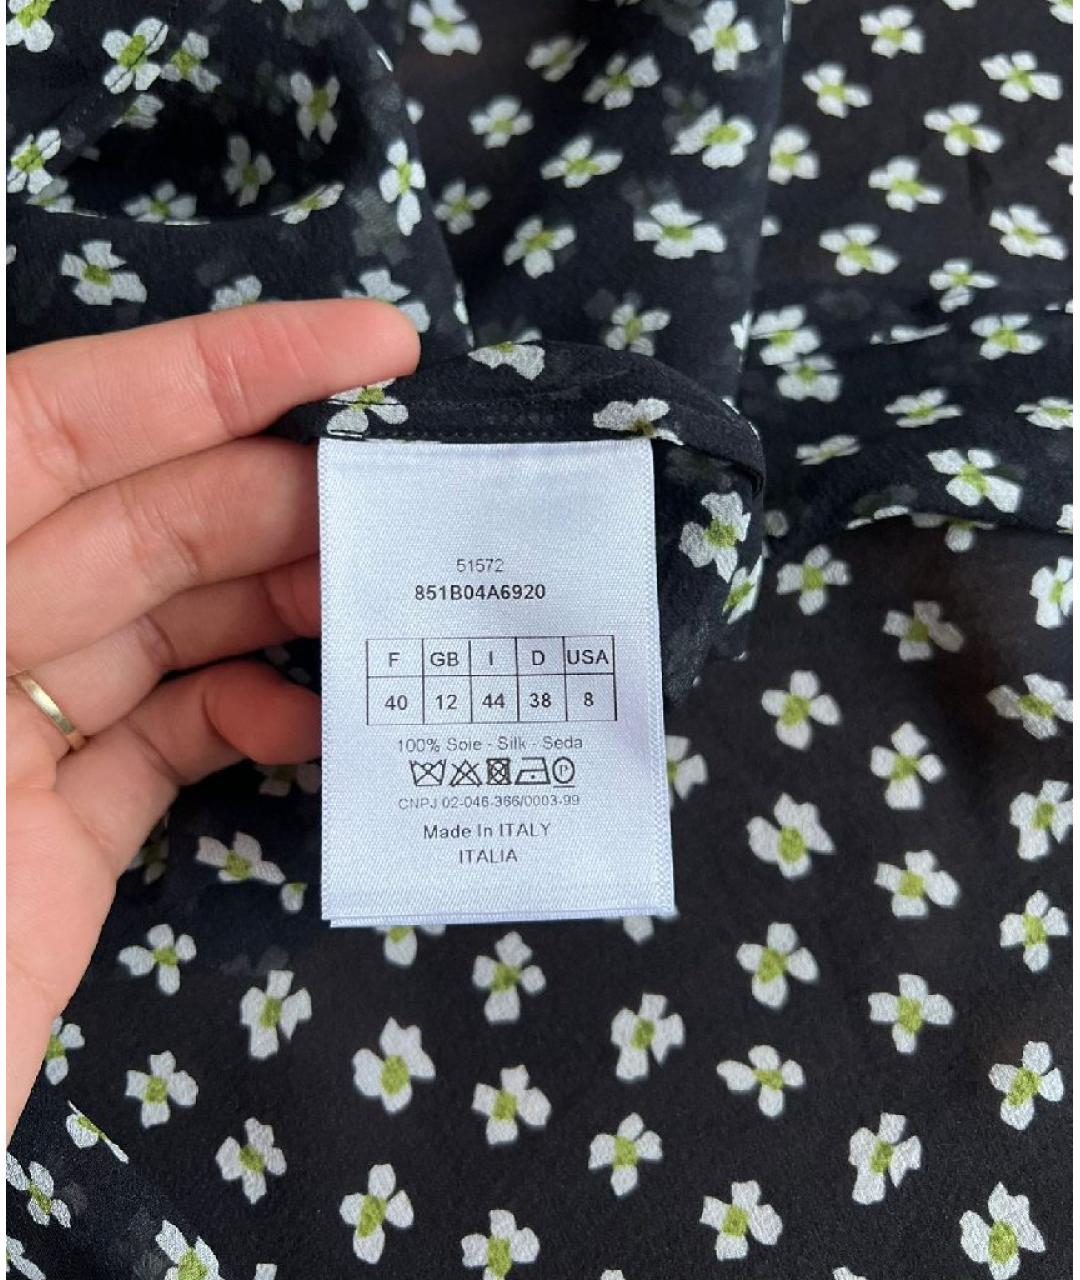 51572
851B04A6920
F GB I D USA
40 12 44 38 8
100% Soie - Silk - Seda
P
CNPJ 02-046-366/0003-99
Made In ITALY
ITALIA